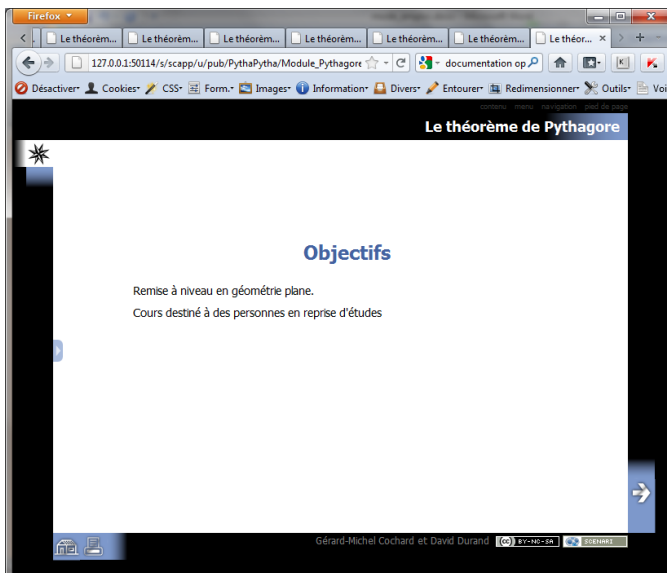 Firefox
Le théorèm... Le théorèm... Le théorèm... Le théorèm... Le théorèm... Le théorèm... Le théor...
127.0.0.1:50114/s/scapp/u/pub/PythaPytha/Module_Pythagore documentation op
Désactiver Cookies CSS Form. Images Information Divers Entourer Redimensionner Outils Voi
contenu menu navigation pied de page
Le théorème de Pythagore
Objectifs
Remise à niveau en géométrie plane.
Cours destiné à des personnes en reprise d'études
Gérard-Michel Cochard et David Durand (cc) BY-NC-SA SCENARI